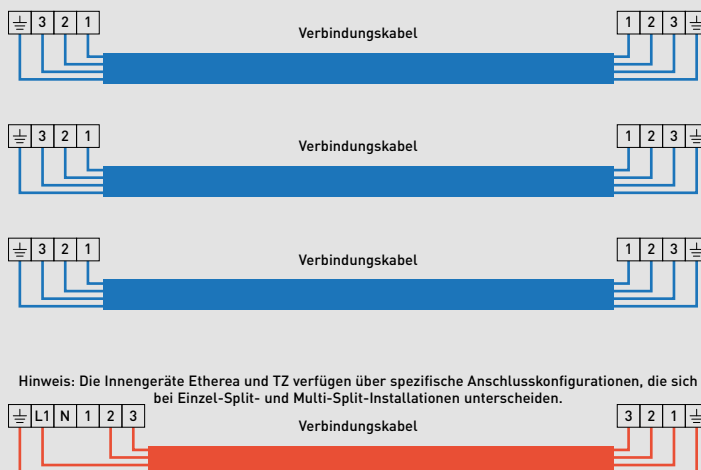 3 2 1 Verbindungskabel 1 2 3
3 2 1 Verbindungskabel 1 2 3
3 2 1 Verbindungskabel 1 2 3
Hinweis: Die Innengeräte Etherea und TZ verfügen über spezifische Anschlusskonfigurationen, die sich
bei Einzel-Split- und Multi-Split-Installationen unterscheiden.
L1 N 1 2 3 Verbindungskabel 3 2 1